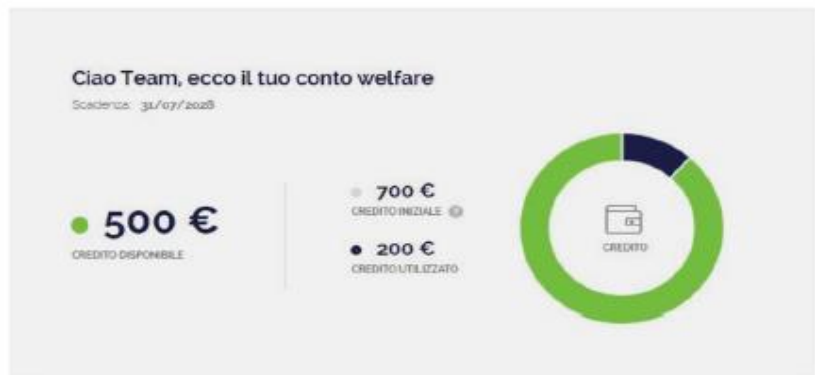 Ciao Team, ecco il tuo conto welfare
Scadenza: 31/07/2028
500 €
CREDITO DISPONIBILE
700 €
CREDITO INIZIALE
200 €
CREDITO UTILIZZATO
CREDITO